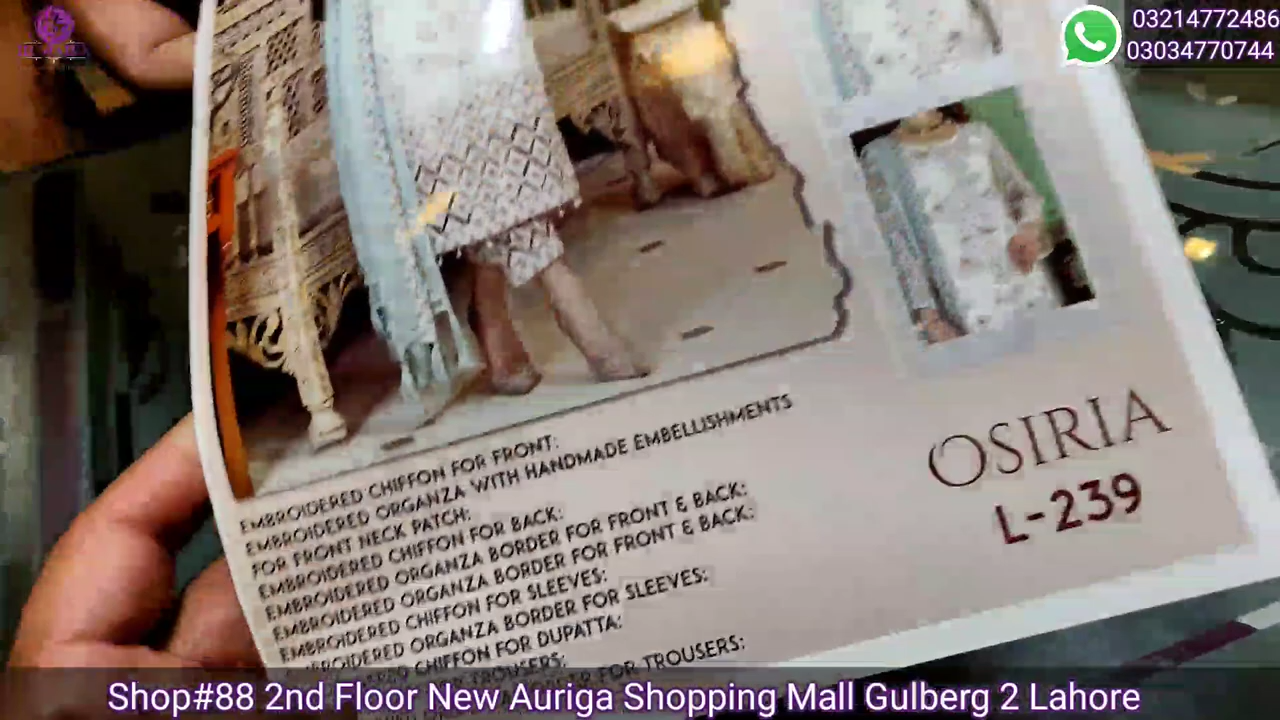 03214772486
03034770744
EMBROIDERED CHIFFON FOR FRONT:
EMBROIDERED ORGANZA WITH HANDMADE EMBELLISHMENTS
FOR FRONT NECK PATCH:
EMBROIDERED CHIFFON FOR BACK:
EMBROIDERED ORGANZA BORDER FOR FRONT & BACK:
EMBROIDERED ORGANZA BORDER FOR FRONT & BACK:
EMBROIDERED CHIFFON FOR SLEEVES:
EMBROIDERED ORGANZA BORDER FOR SLEEVES:
CHIFFON FOR DUPATTA:
TROUSERS:
FOR TROUSERS:
OSIRIA
L-239
Shop#88 2nd Floor New Auriga Shopping Mall Gulberg 2 Lahore